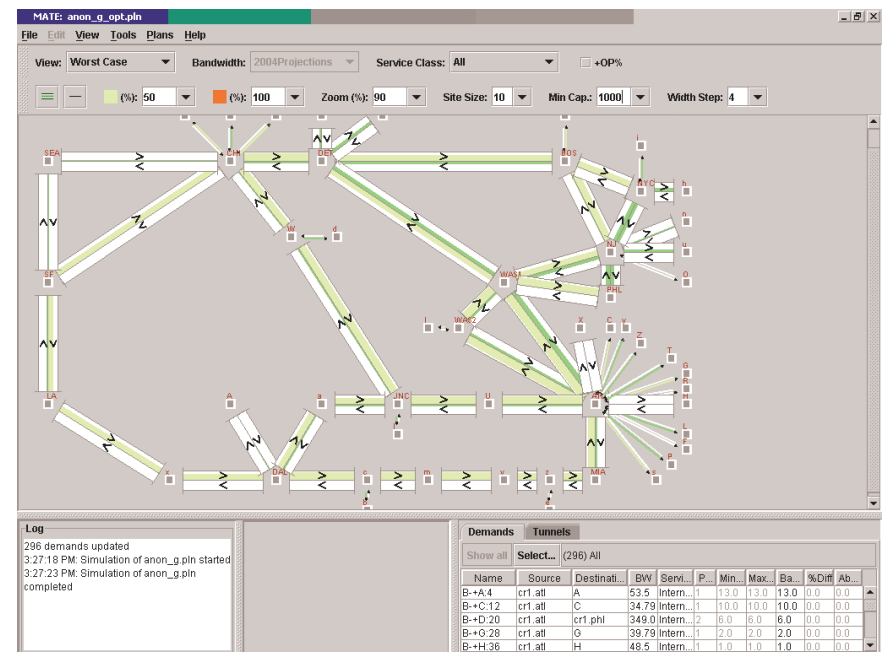 MATE: anon_g_opt.pln
File Edit View Tools Plans Help
View: Worst Case Bandwidth: 2004Projections Service Class: All +OP%
(%): 50 (%): 100 Zoom (%): 90 Site Size: 10 Min Cap.: 1000 Width Step: 4
SEA CHI DET BOS i
NYC h
n
W d NJ u
SF WAS1 O
PHL
l WAS2 X C y
Z
T
G
R
LA A a JNC U ATL H
L
F
P
x DAL c m v z MIA s
B e
Log
296 demands updated
3:27:18 PM: Simulation of anon_g.pln started
3:27:23 PM: Simulation of anon_g.pln
completed
Demands Tunnels
Show all Select... (296) All
Name Source Destinati... BW Servi... P... Min... Max... Ba... %Diff Ab...
B-+A:4 cr1.atl A 53.5 Intern... 1 13.0 13.0 13.0 0.0 0.0
B-+C:12 cr1.atl C 34.79 Intern... 1 10.0 10.0 10.0 0.0 0.0
B-+D:20 cr1.atl cr1.phl 349.0 Intern... 2 6.0 6.0 6.0 0.0 0.0
B-+G:28 cr1.atl G 39.79 Intern... 1 2.0 2.0 2.0 0.0 0.0
B-+H:36 cr1.atl H 48.5 Intern... 1 1.0 1.0 1.0 0.0 0.0